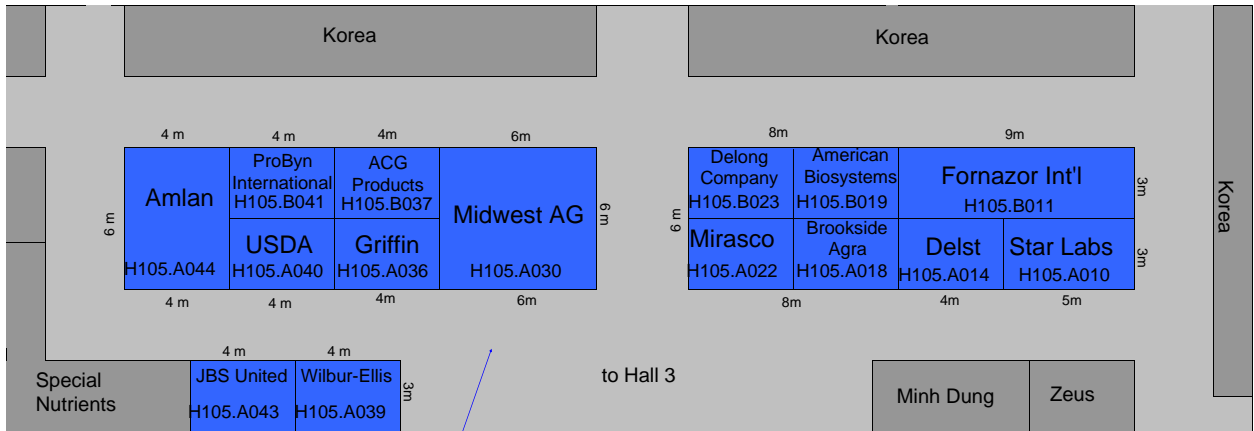 Korea
Korea
4 m
4 m
4m
6m
8m
9m
Amlan
H105.A044
6 m
ProByn
International
H105.B041
ACG
Products
H105.B037
USDA
H105.A040
Griffin
H105.A036
Midwest AG
H105.A030
6 m
4 m
4 m
4m
6m
6 m
Delong
Company
H105.B023
American
Biosystems
H105.B019
Fornazor Int'l
H105.B011
3m
Mirasco
H105.A022
Brookside
Agra
H105.A018
Delst
H105.A014
Star Labs
H105.A010
3m
8m
4m
5m
Korea
4 m
4 m
Special
Nutrients
JBS United
H105.A043
Wilbur-Ellis
H105.A039
3m
to Hall 3
Minh Dung
Zeus